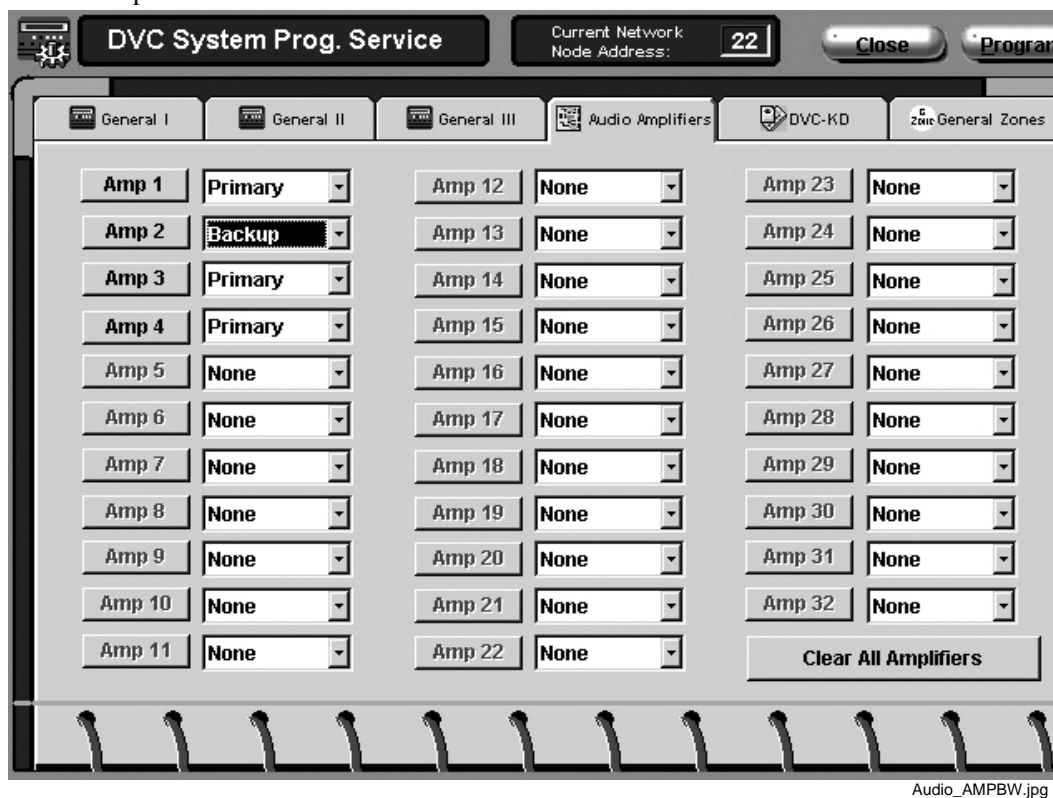 DVC System Prog. Service
Current Network
Node Address:
22
Close
General I
General II
General III
Audio Amplifiers
DVC-KD
G
ZONE
General Zones
Amp 1 Primary
Amp 2 Backup
Amp 3 Primary
Amp 4 Primary
Amp 5 None
Amp 6 None
Amp 7 None
Amp 8 None
Amp 9 None
Amp 10 None
Amp 11 None
Amp 12 None
Amp 13 None
Amp 14 None
Amp 15 None
Amp 16 None
Amp 17 None
Amp 18 None
Amp 19 None
Amp 20 None
Amp 21 None
Amp 22 None
Amp 23 None
Amp 24 None
Amp 25 None
Amp 26 None
Amp 27 None
Amp 28 None
Amp 29 None
Amp 30 None
Amp 31 None
Amp 32 None
Clear All Amplifiers
Audio_AMPBW.jpg